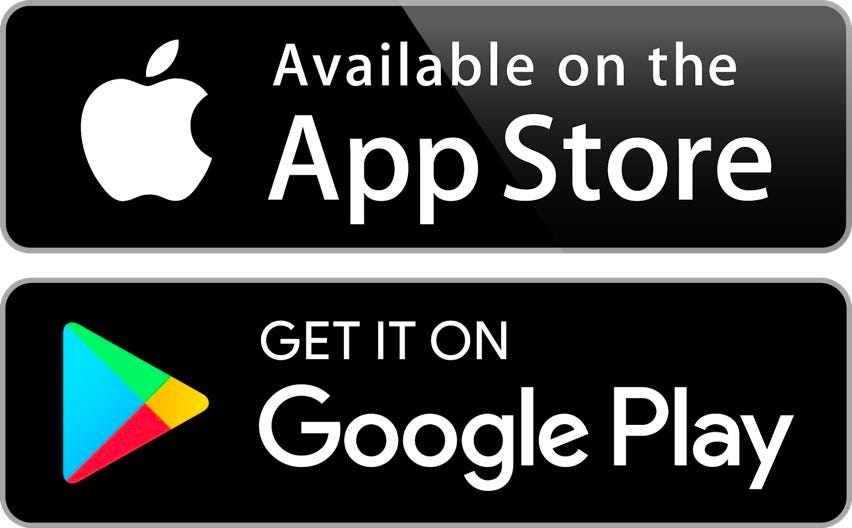 Available on the
App Store
GET IT ON
Google Play